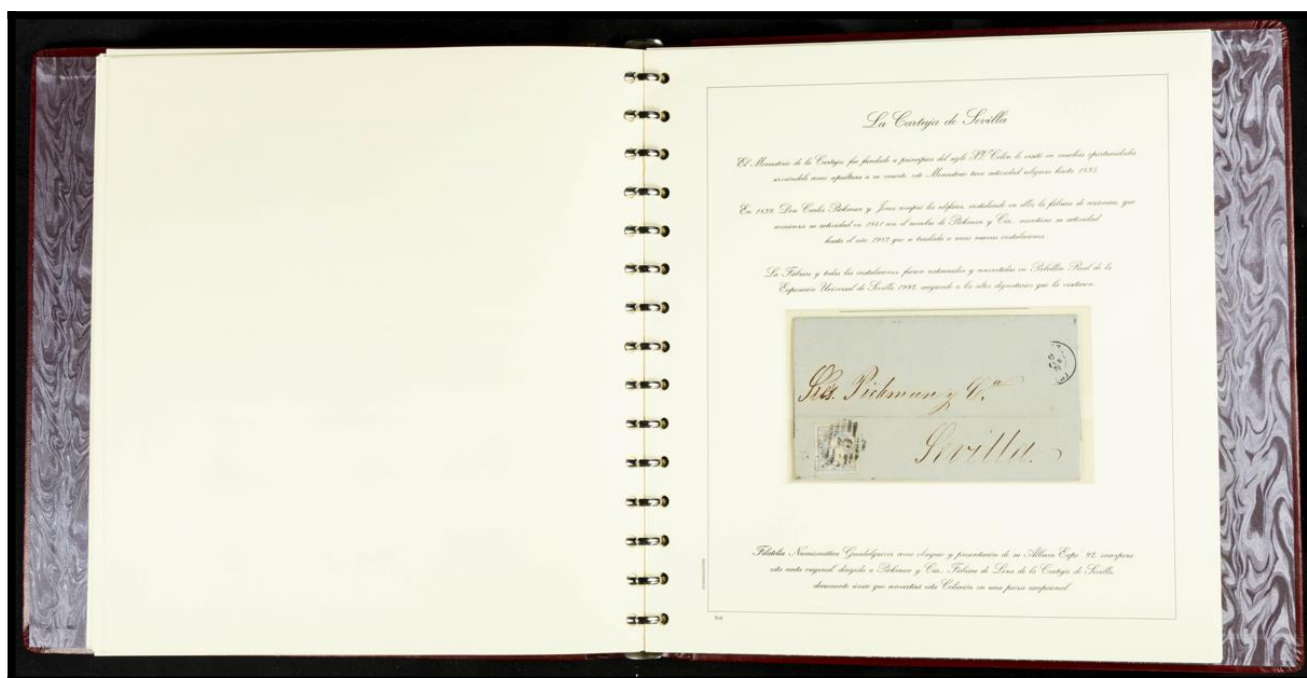 La Cartuja de Sevilla
El Monasterio de la Cartuja, fue fundado a principios del siglo XV. Colón lo visitó en muchas oportunidades,
sirviéndole como sepultura a su muerte, este Monasterio tuvo actividad religiosa hasta 1835.
En 1839, Don Carlos Pickman y Jones compró los edificios, instalando en ellos la fábrica de cerámicas, que
comienza su actividad en 1841 con el nombre de Pickman y Cía., mantiene su actividad
hasta el año 1982 que se traslada a unas nuevas instalaciones.
La Fábrica y todas las instalaciones fueron restauradas y convertidas en Pabellón Real de la
Exposición Universal de Sevilla 1992, acogiendo a los altos dignatarios que la visitaron.
Sres. Pickman y C.ª
Sevilla.
Filatelia Numismática Guadalquivir como obsequio y presentación de su Álbum Expo' 92, incorpora
esta carta original dirigida a Pickman y Cía., Fábrica de Loza de la Cartuja de Sevilla,
documento único que convertirá esta Colección en una pieza excepcional.